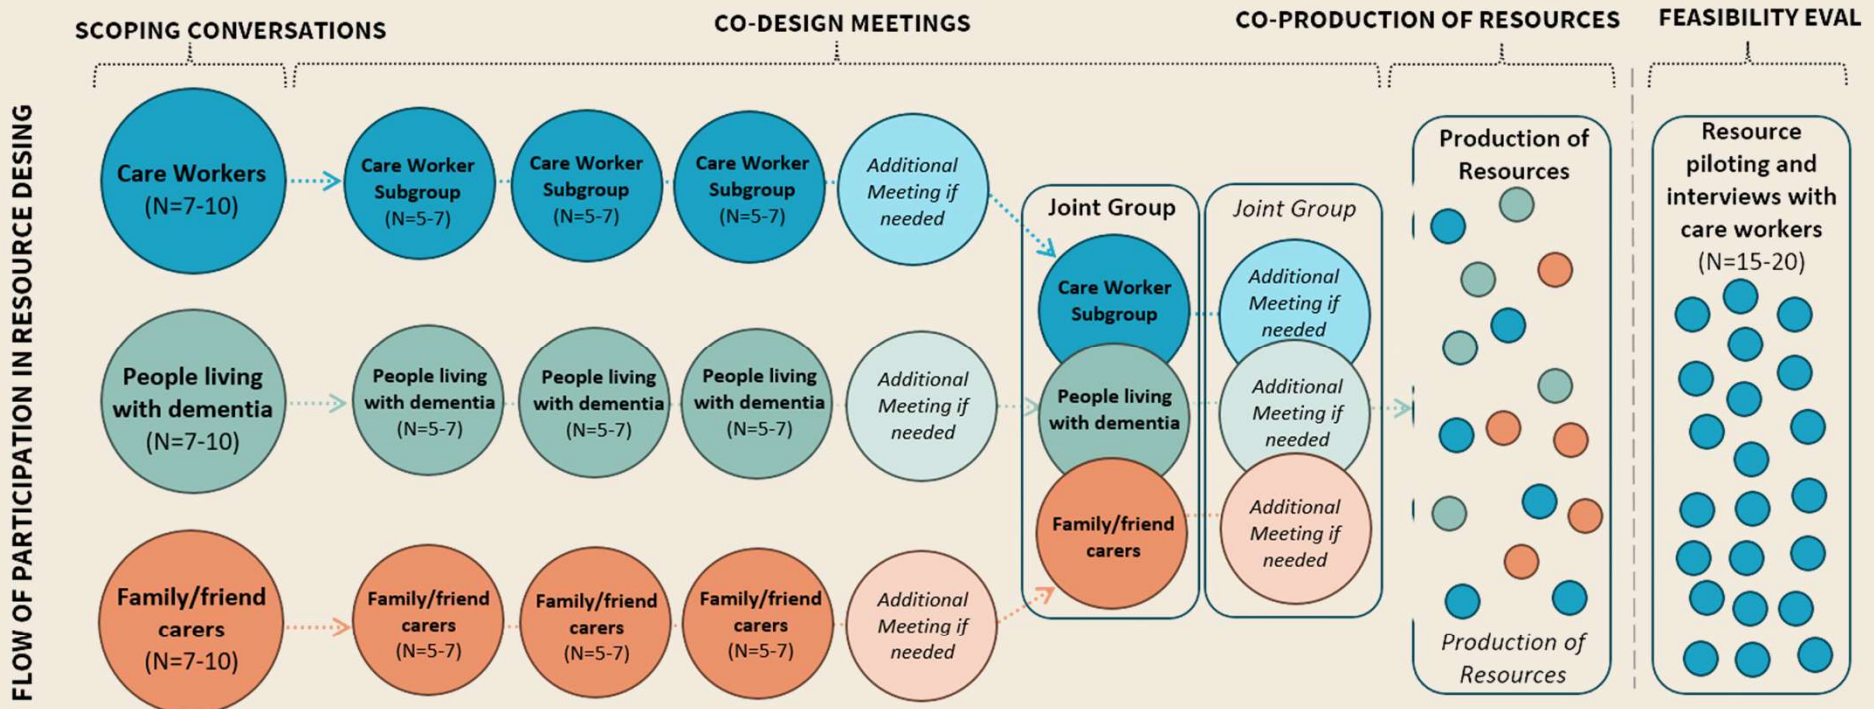 SCOPING CONVERSATIONS
CO-DESIGN MEETINGS
CO-PRODUCTION OF RESOURCES
FEASIBILITY EVAL
FLOW OF PARTICIPATION IN RESOURCE DESING
Care Workers
(N=7-10)
Care Worker
Subgroup
(N=5-7)
Care Worker
Subgroup
(N=5-7)
Care Worker
Subgroup
(N=5-7)
Additional
Meeting if
needed
People living
with dementia
(N=7-10)
People living
with dementia
(N=5-7)
People living
with dementia
(N=5-7)
People living
with dementia
(N=5-7)
Additional
Meeting if
needed
Family/friend
carers
(N=7-10)
Family/friend
carers
(N=5-7)
Family/friend
carers
(N=5-7)
Family/friend
carers
(N=5-7)
Additional
Meeting if
needed
Joint Group
Care Worker
Subgroup
People living
with dementia
Family/friend
carers
Joint Group
Additional
Meeting if
needed
Additional
Meeting if
needed
Additional
Meeting if
needed
Production of
Resources
Production of
Resources
Resource
piloting and
interviews with
care workers
(N=15-20)